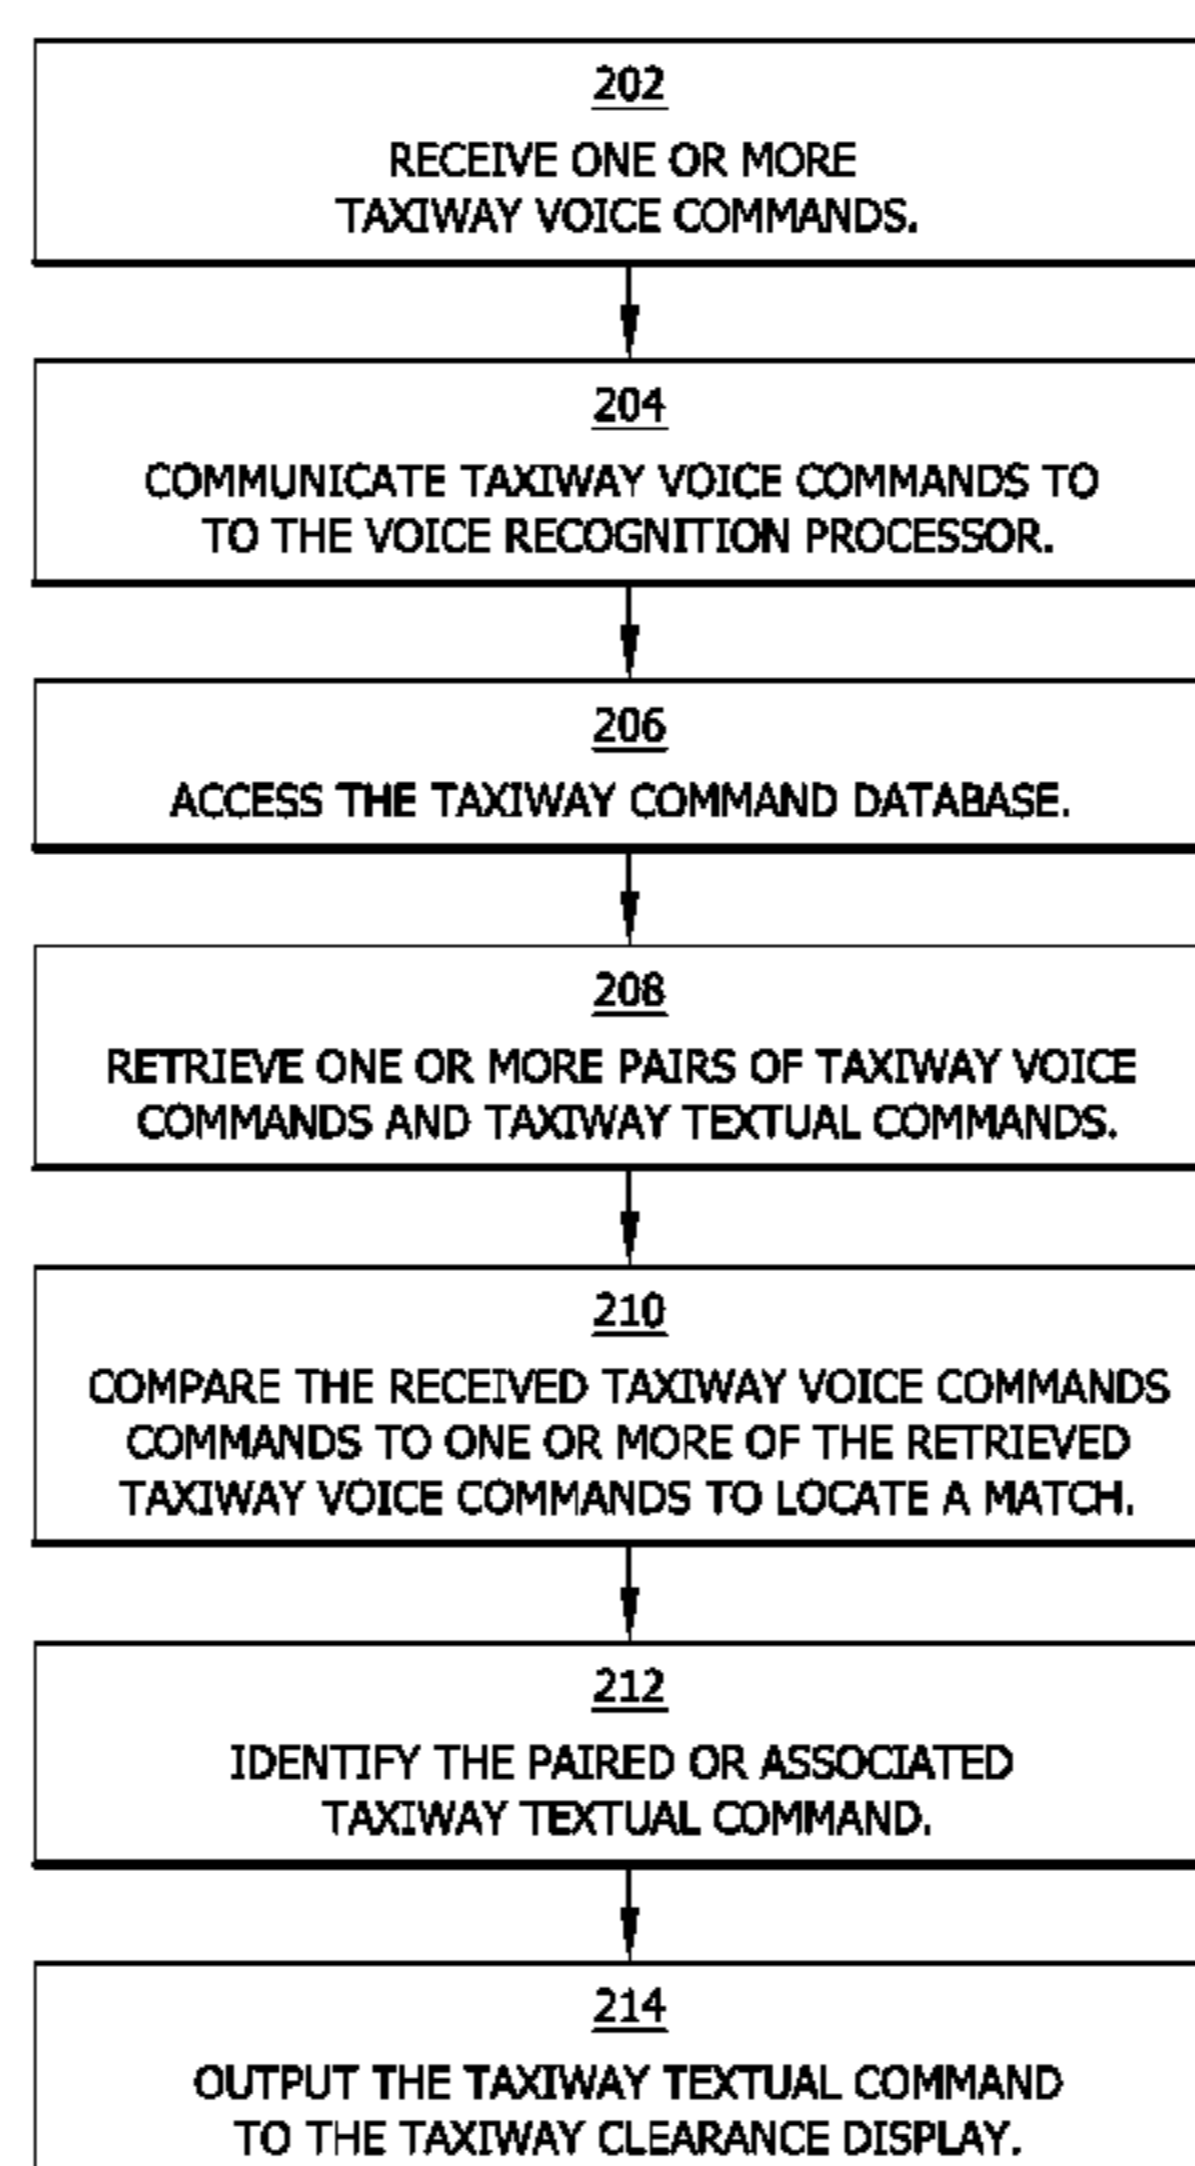 202
RECEIVE ONE OR MORE
TAXIWAY VOICE COMMANDS.
204
COMMUNICATE TAXIWAY VOICE COMMANDS TO
TO THE VOICE RECOGNITION PROCESSOR.
206
ACCESS THE TAXIWAY COMMAND DATABASE.
208
RETRIEVE ONE OR MORE PAIRS OF TAXIWAY VOICE
COMMANDS AND TAXIWAY TEXTUAL COMMANDS.
210
COMPARE THE RECEIVED TAXIWAY VOICE COMMANDS
COMMANDS TO ONE OR MORE OF THE RETRIEVED
TAXIWAY VOICE COMMANDS TO LOCATE A MATCH.
212
IDENTIFY THE PAIRED OR ASSOCIATED
TAXIWAY TEXTUAL COMMAND.
214
OUTPUT THE TAXIWAY TEXTUAL COMMAND
TO THE TAXIWAY CLEARANCE DISPLAY.